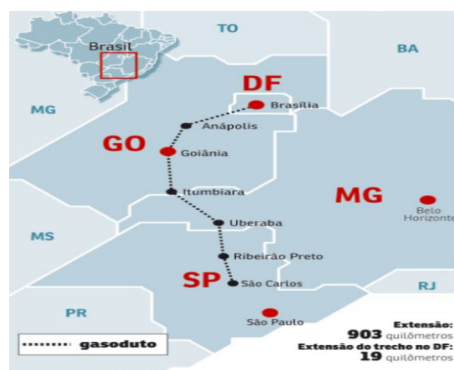 Brasil
TO
BA
DF
Brasília
MG
Anápolis
GO
Goiânia
MG
Itumbiara
Belo
Horizonte
Uberaba
MS
Ribeirão Preto
SP
São Carlos
RJ
PR
São Paulo
gasoduto
Extensão:
903 quilômetros
Extensão do trecho no DF:
19 quilômetros